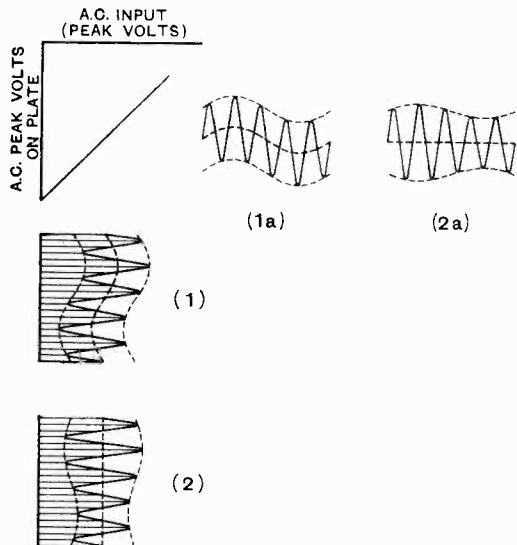 A.C. INPUT
(PEAK VOLTS)
A.C. PEAK VOLTS
ON PLATE
(1a)
(2a)
(1)
(2)